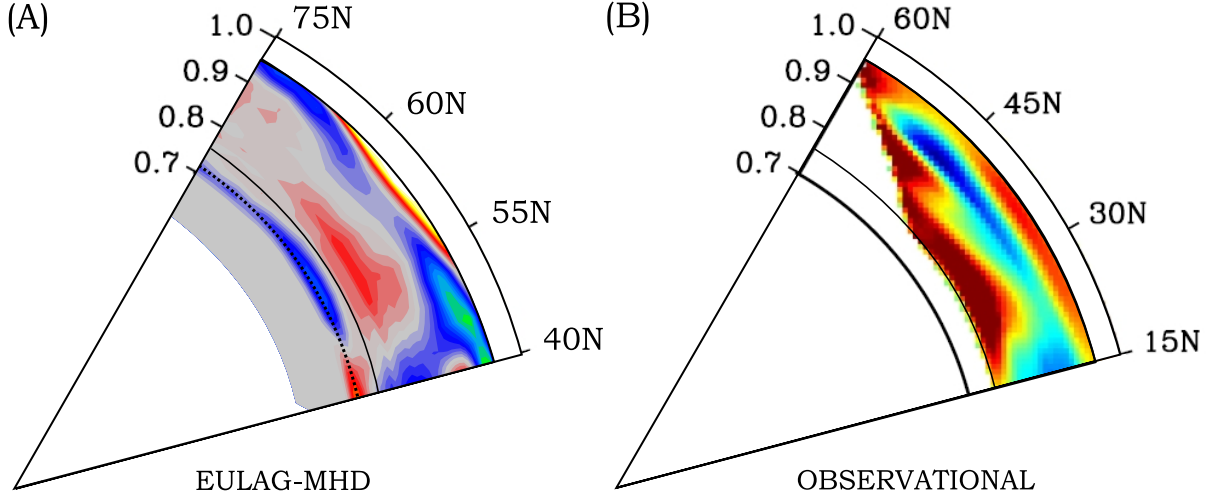 (A)
1.0
75N
0.9
60N
0.8
0.7
55N
40N
EULAG-MHD
(B)
1.0
60N
0.9
45N
0.8
0.7
30N
15N
OBSERVATIONAL